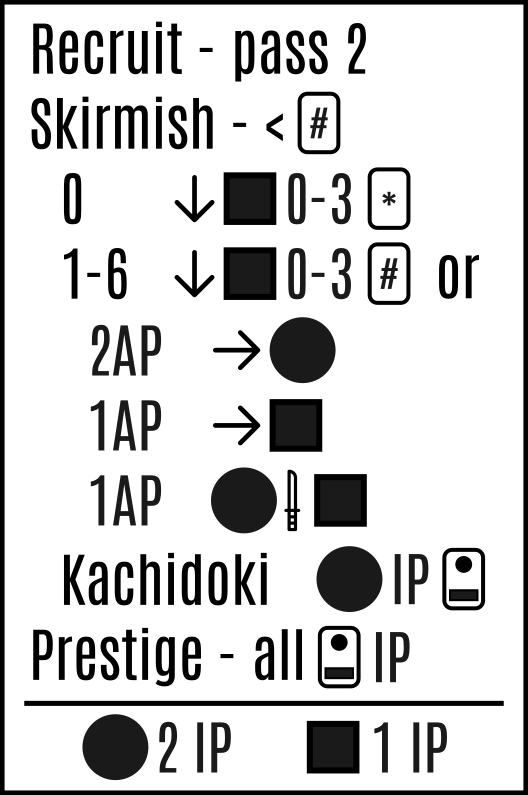 Recruit - pass 2
Skirmish - < #
0 ↓ 0-3 *
1-6 ↓ 0-3 # or
2AP →
1AP →
1AP
Kachidoki IP
Prestige - all IP
2 IP 1 IP